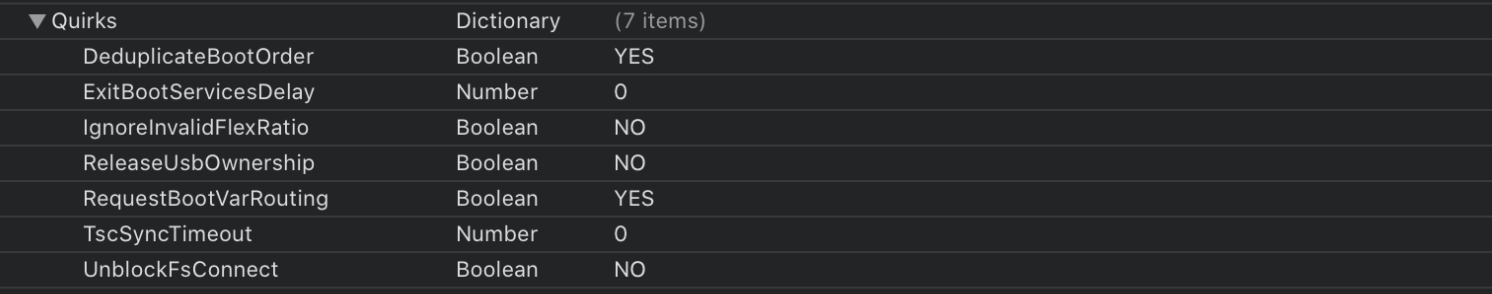 Quirks Dictionary (7 items)
DeduplicateBootOrder Boolean YES
ExitBootServicesDelay Number 0
IgnoreInvalidFlexRatio Boolean NO
ReleaseUsbOwnership Boolean NO
RequestBootVarRouting Boolean YES
TscSyncTimeout Number 0
UnblockFsConnect Boolean NO